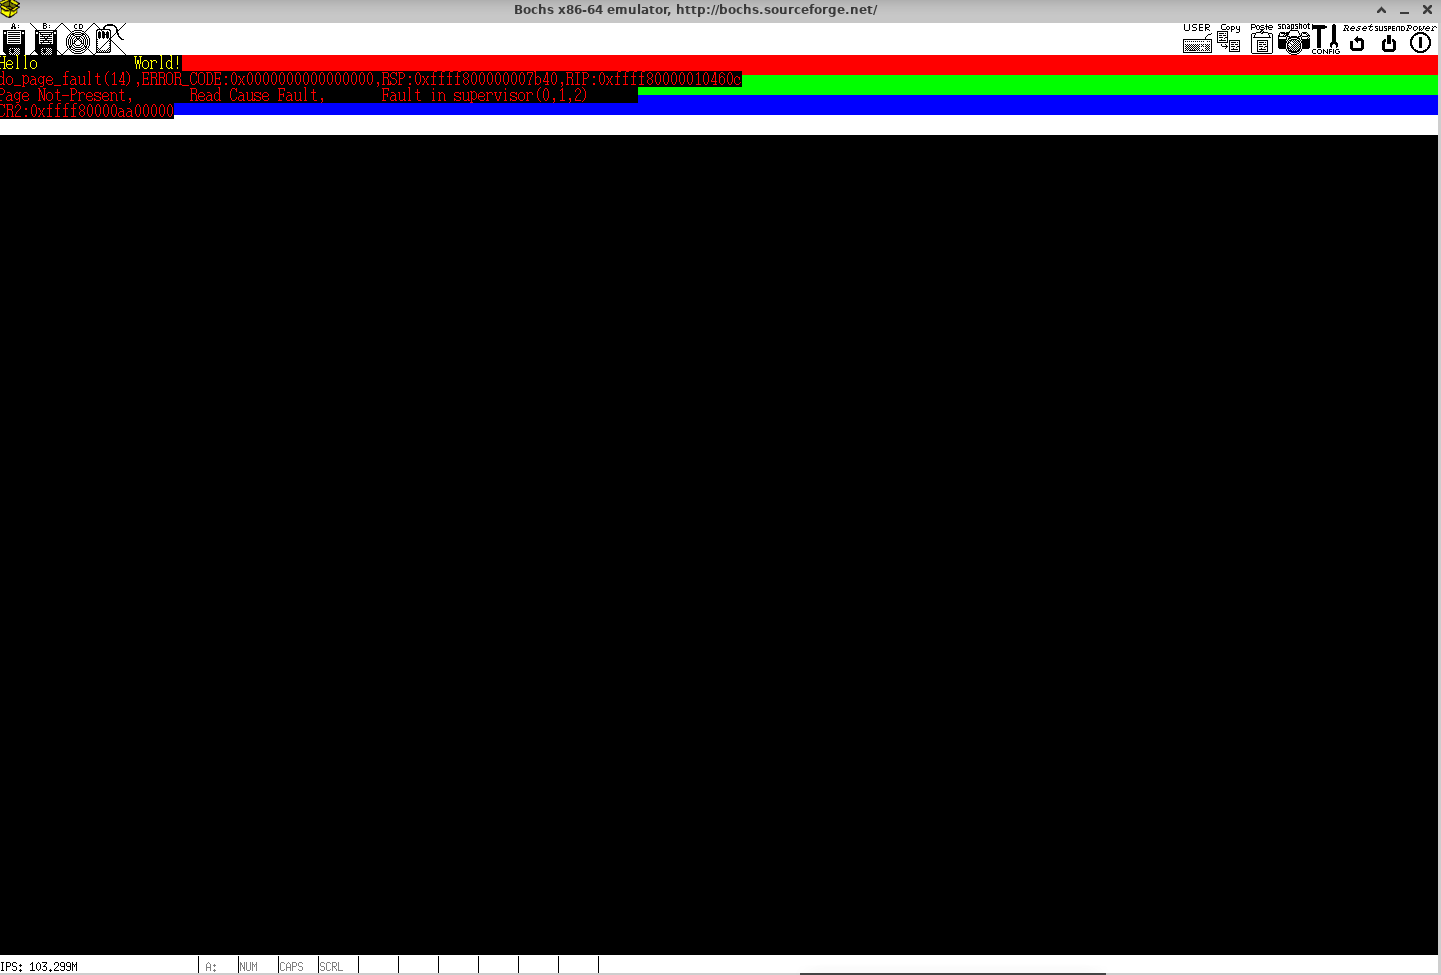 Bochs x86-64 emulator, http://bochs.sourceforge.net/
A: B: CD USER Copy Paste snapshot CONFIG Reset SUSPEND Power
Hello World!
do_page_fault(14),ERROR_CODE:0x0000000000000000,RSP:0xffff800000007b40,RIP:0xffff80000010460c
Page Not-Present, Read Cause Fault, Fault in supervisor(0,1,2)
CR2:0xffff80000aa00000
IPS: 103.299M A: NUM CAPS SCRL